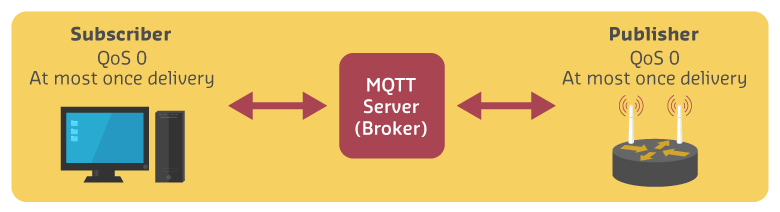 Subscriber
QoS 0
At most once delivery
MQTT
Server
(Broker)
Publisher
QoS 0
At most once delivery